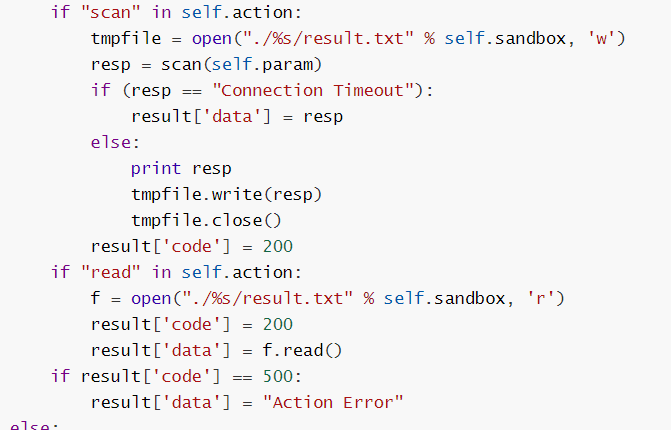 if "scan" in self.action:
tmpfile = open("./%s/result.txt" % self.sandbox, 'w')
resp = scan(self.param)
if (resp == "Connection Timeout"):
result['data'] = resp
else:
print resp
tmpfile.write(resp)
tmpfile.close()
result['code'] = 200
if "read" in self.action:
f = open("./%s/result.txt" % self.sandbox, 'r')
result['code'] = 200
result['data'] = f.read()
if result['code'] == 500:
result['data'] = "Action Error"
else: